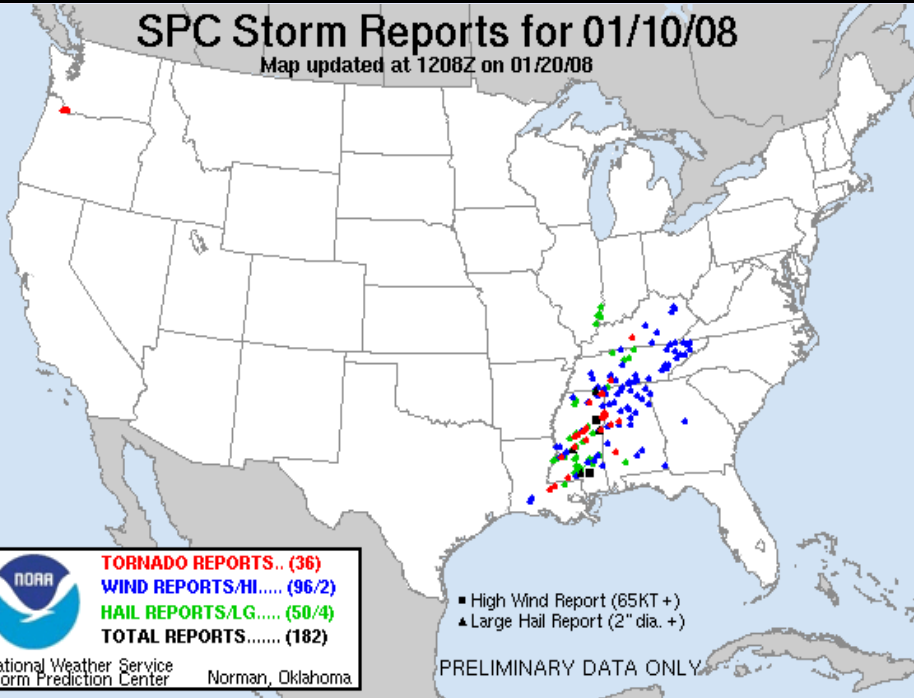 SPC Storm Reports for 01/10/08
Map updated at 1208Z on 01/20/08
NOAA
TORNADO REPORTS.. (36)
WIND REPORTS/HI..... (96/2)
HAIL REPORTS/LG..... (50/4)
TOTAL REPORTS....... (182)
ational Weather Service
torm Prediction Center Norman, Oklahoma
High Wind Report (65KT +)
Large Hail Report (2" dia. +)
PRELIMINARY DATA ONLY